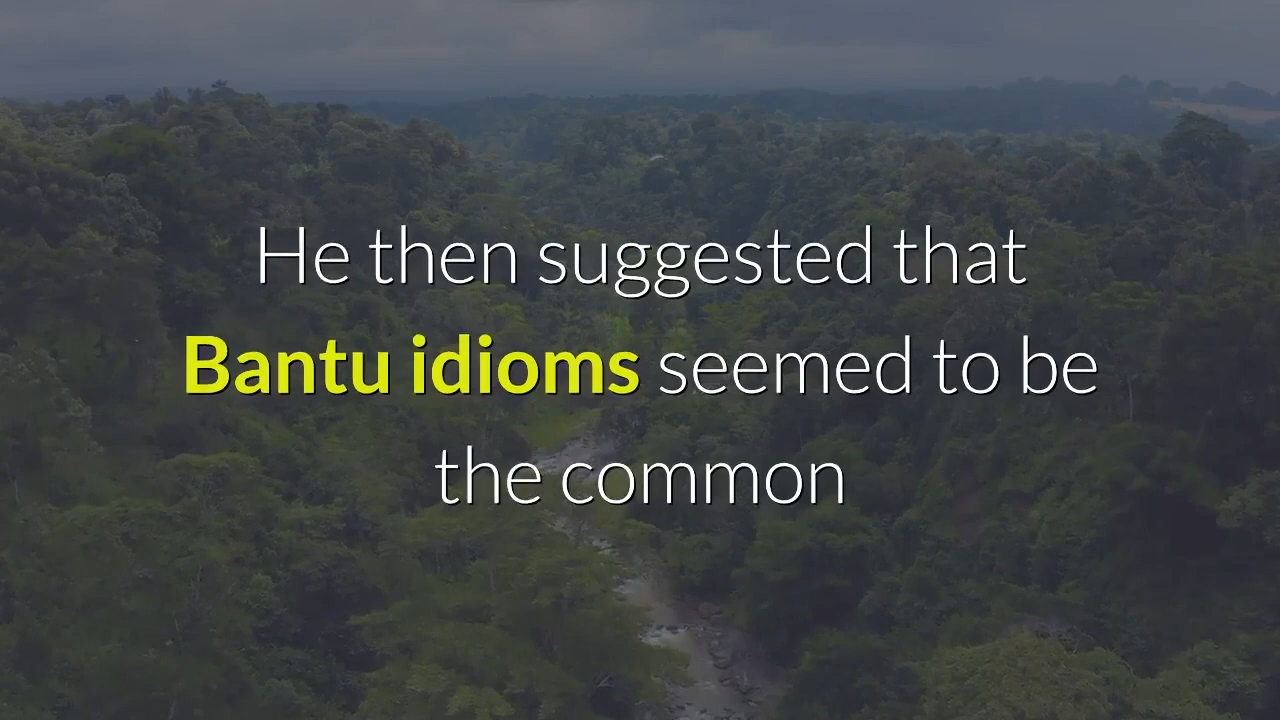 He then suggested that
Bantu idioms seemed to be
the common